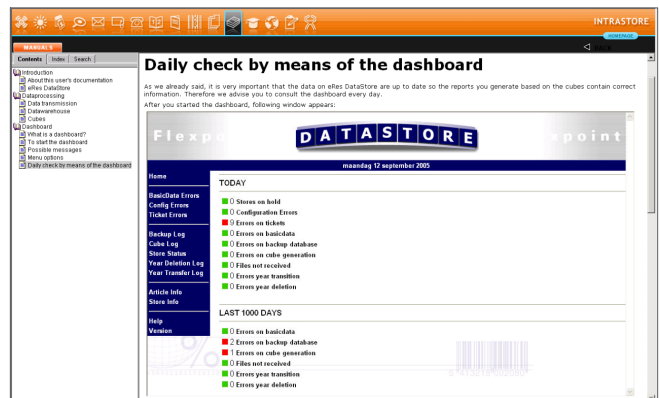 INTRASTORE
HOMEPAGE
MANUALS
BACK
Contents
Index
Search
Introduction
About this user's documentation
eRes DataStore
Dataprocessing
Data transmission
Datawarehouse
Cubes
Dashboard
What is a dashboard?
To start the dashboard
Possible messages
Menu options
Daily check by means of the dashboard
Daily check by means of the dashboard
As we already said, it is very important that the data on eRes DataStore are up to date so the reports you generate based on the cubes contain correct
information. Therefore we advise you to consult the dashboard every day.
After you started the dashboard, following window appears:
DATASTORE
maandag 12 september 2005
Home
BasicData Errors
Config Errors
Ticket Errors
Backup Log
Cube Log
Store Status
Year Deletion Log
Year Transfer Log
Article Info
Store Info
Help
Version
TODAY
0 Stores on hold
0 Configuration Errors
9 Errors on tickets
0 Errors on basicdata
0 Errors on backup database
0 Errors on cube generation
0 Files not received
0 Errors year transition
0 Errors year deletion
LAST 1000 DAYS
0 Errors on basicdata
2 Errors on backup database
1 Errors on cube generation
0 Files not received
0 Errors year transition
0 Errors year deletion